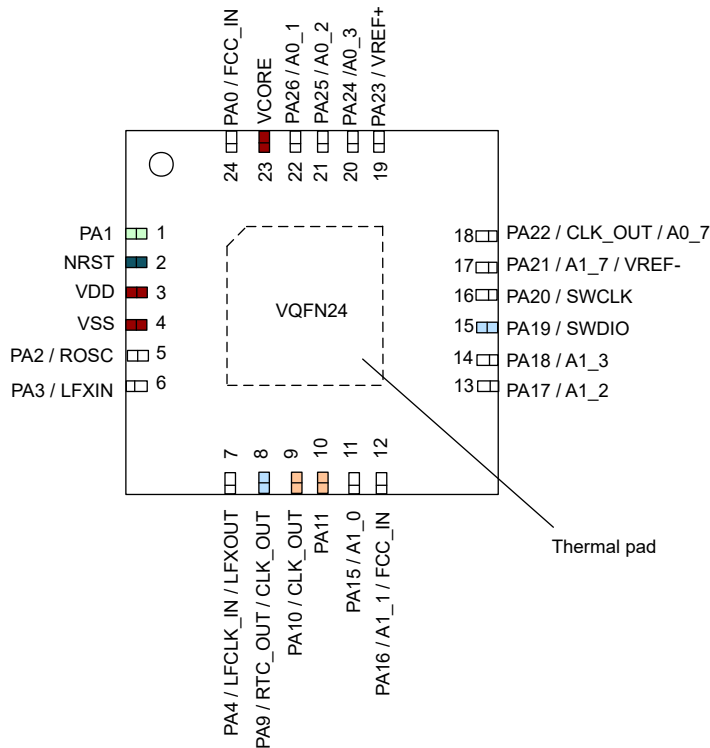 PA0 / FCC_IN
VCORE
PA26 / A0_1
PA25 / A0_2
PA24 /A0_3
PA23 / VREF+
24
23
22
21
20
19
PA1 1
NRST 2
VDD 3
VSS 4
PA2 / ROSC 5
PA3 / LFXIN 6
VQFN24
18 PA22 / CLK_OUT / A0_7
17 PA21 / A1_7 / VREF-
16 PA20 / SWCLK
15 PA19 / SWDIO
14 PA18 / A1_3
13 PA17 / A1_2
7
8
9
10
11
12
PA4 / LFCLK_IN / LFXOUT
PA9 / RTC_OUT / CLK_OUT
PA10 / CLK_OUT
PA11
PA15 / A1_0
PA16 / A1_1 / FCC_IN
Thermal pad